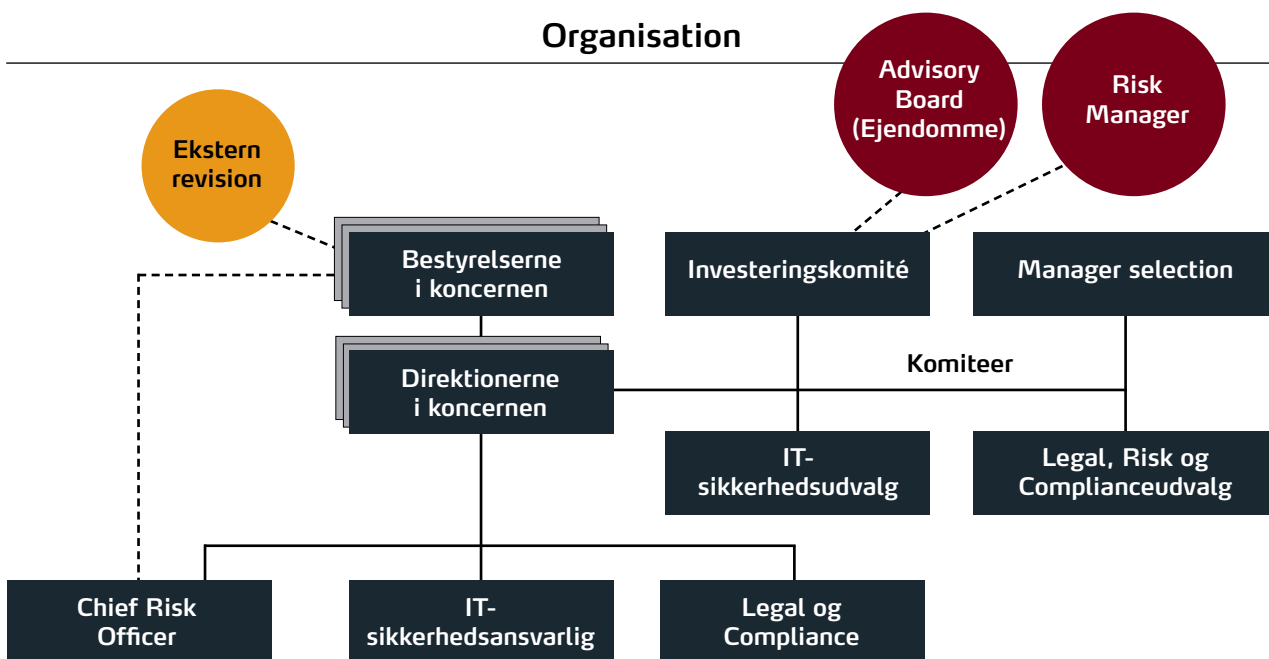 Organisation
Advisory
Board
(Ejendomme)
Risk
Manager
Ekstern
revision
Bestyrelserne
i koncernen
Investeringskomité
Manager selection
Direktionerne
i koncernen
Komiteer
IT-
sikkerhedsudvalg
Legal, Risk og
Complianceudvalg
Chief Risk
Officer
IT-
sikkerhedsansvarlig
Legal og
Compliance